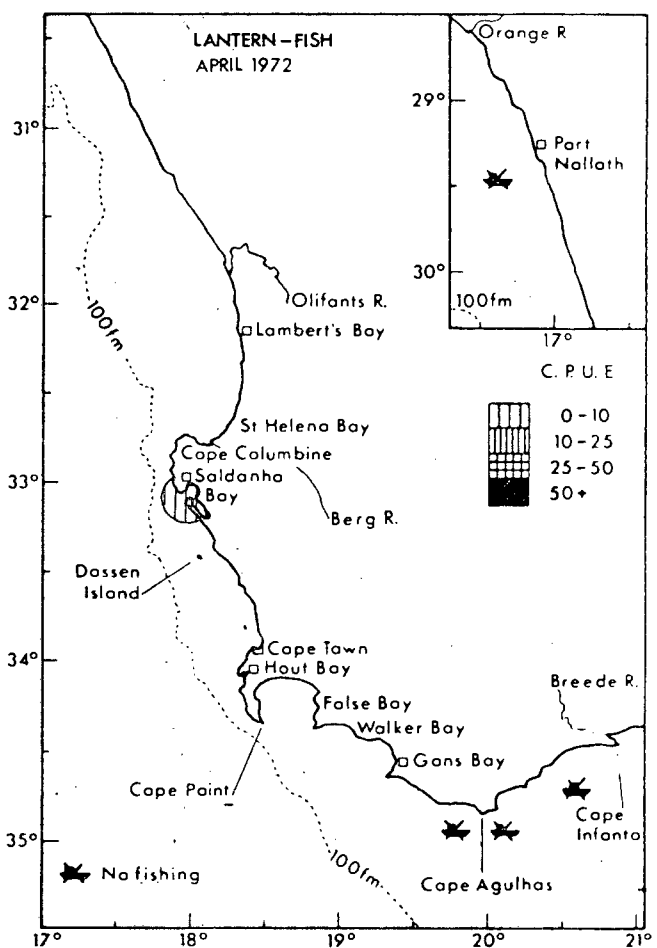 LANTERN-FISH
APRIL 1972
Orange R
29°
Port
Nollath
30°
100fm
17°
31°
32°
33°
34°
35°
100fm
Olifants R.
Lambert's Bay
C. P. U. E
0-10
10-25
25-50
50+
St Helena Bay
Cape Columbine
Saldanha
Bay
Berg R.
Dassen
Island
Cape Town
Hout Bay
False Bay
Walker Bay
Breede R.
Gans Bay
Cape Point
Cape
Infanta
Cape Agulhas
100fm
No fishing
17
18°
19°
20°
21°